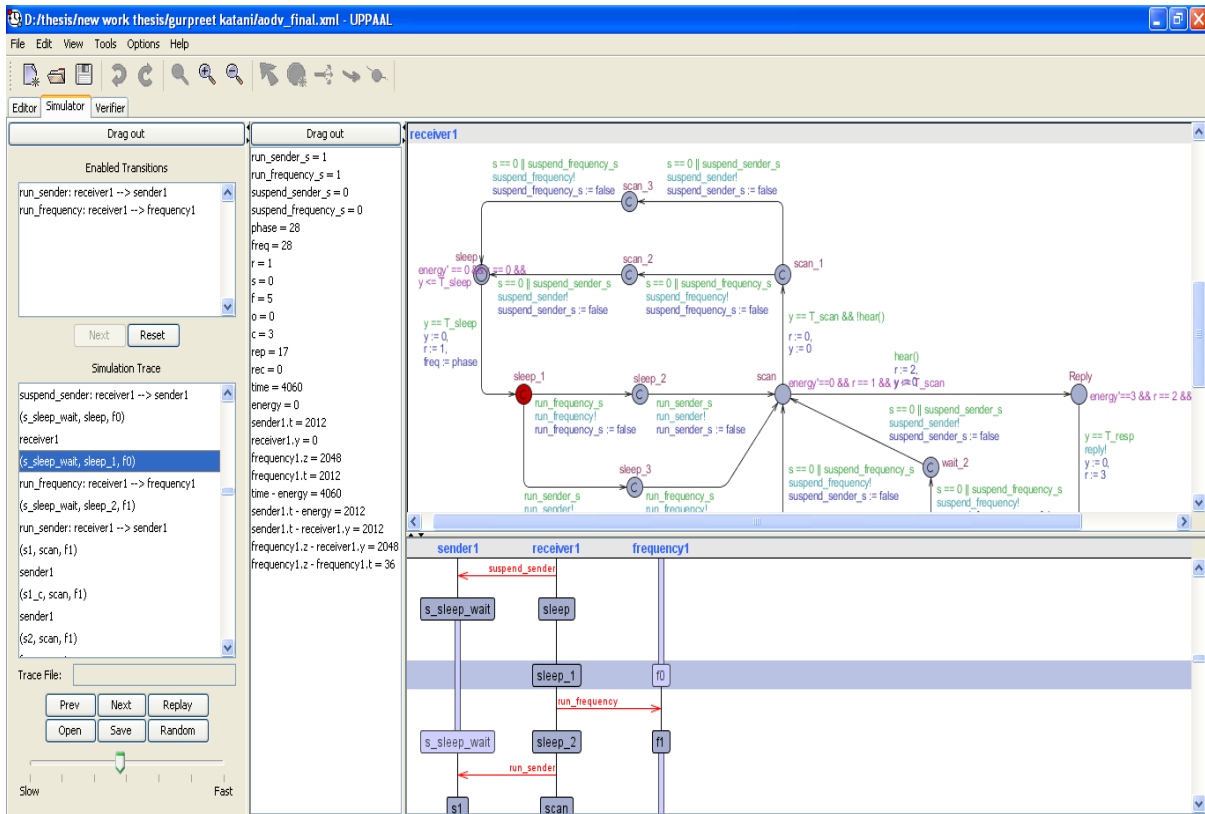 D:/thesis/new work thesis/gurpreet katani/aodv_final.xml - UPPAAL
File Edit View Tools Options Help
Editor Simulator Verifier
Drag out
Enabled Transitions
run_sender: receiver1 --> sender1
run_frequency: receiver1 --> frequency1
Next Reset
Simulation Trace
suspend_sender: receiver1 --> sender1
(s_sleep_wait, sleep, f0)
receiver1
(s_sleep_wait, sleep_1, f0)
run_frequency: receiver1 --> frequency1
(s_sleep_wait, sleep_2, f1)
run_sender: receiver1 --> sender1
(s1, scan, f1)
sender1
(s1_c, scan, f1)
sender1
(s2, scan, f1)
Trace File:
Prev Next Replay
Open Save Random
Slow Fast
Drag out
run_sender_s = 1
run_frequency_s = 1
suspend_sender_s = 0
suspend_frequency_s = 0
phase = 28
freq = 28
r = 1
s = 0
f = 5
o = 0
c = 3
rep = 17
rec = 0
time = 4060
energy = 0
sender1.t = 2012
receiver1.y = 0
frequency1.z = 2048
frequency1.t = 2012
time - energy = 4060
sender1.t - energy = 2012
sender1.t - receiver1.y = 2012
frequency1.z - receiver1.y = 2048
frequency1.z - frequency1.t = 36
receiver1
s == 0 || suspend_frequency_s
suspend_frequency!
suspend_frequency_s := false
scan_3
C
s == 0 || suspend_sender_s
suspend_sender!
suspend_sender_s := false
sleep
C
energy' == 0 && r == 0 &&
y <= T_sleep
scan_2
C
scan_1
C
s == 0 || suspend_sender_s
suspend_sender!
suspend_sender_s := false
s == 0 || suspend_frequency_s
suspend_frequency!
suspend_frequency_s := false
y == T_sleep
y := 0,
r := 1,
freq := phase
y == T_scan && !hear()
r := 0,
y := 0
hear()
r := 2,
y := 0
sleep_1
C
sleep_2
C
scan
energy'==0 && r == 1 && y <= T_scan
Reply
energy'==3 && r == 2 &&
run_frequency_s
run_frequency!
run_frequency_s := false
run_sender_s
run_sender!
run_sender_s := false
s == 0 || suspend_sender_s
suspend_sender!
suspend_sender_s := false
y == T_resp
reply!
y := 0,
r := 3
sleep_3
C
wait_2
C
run_sender_s
run_sender!
run_frequency_s
run_frequency!
s == 0 || suspend_frequency_s
suspend_frequency!
suspend_sender_s := false
s == 0 || suspend_frequency_s
suspend_frequency!
sender1 receiver1 frequency1
suspend_sender
s_sleep_wait sleep
sleep_1 f0
run_frequency
s_sleep_wait sleep_2 f1
run_sender
s1 scan